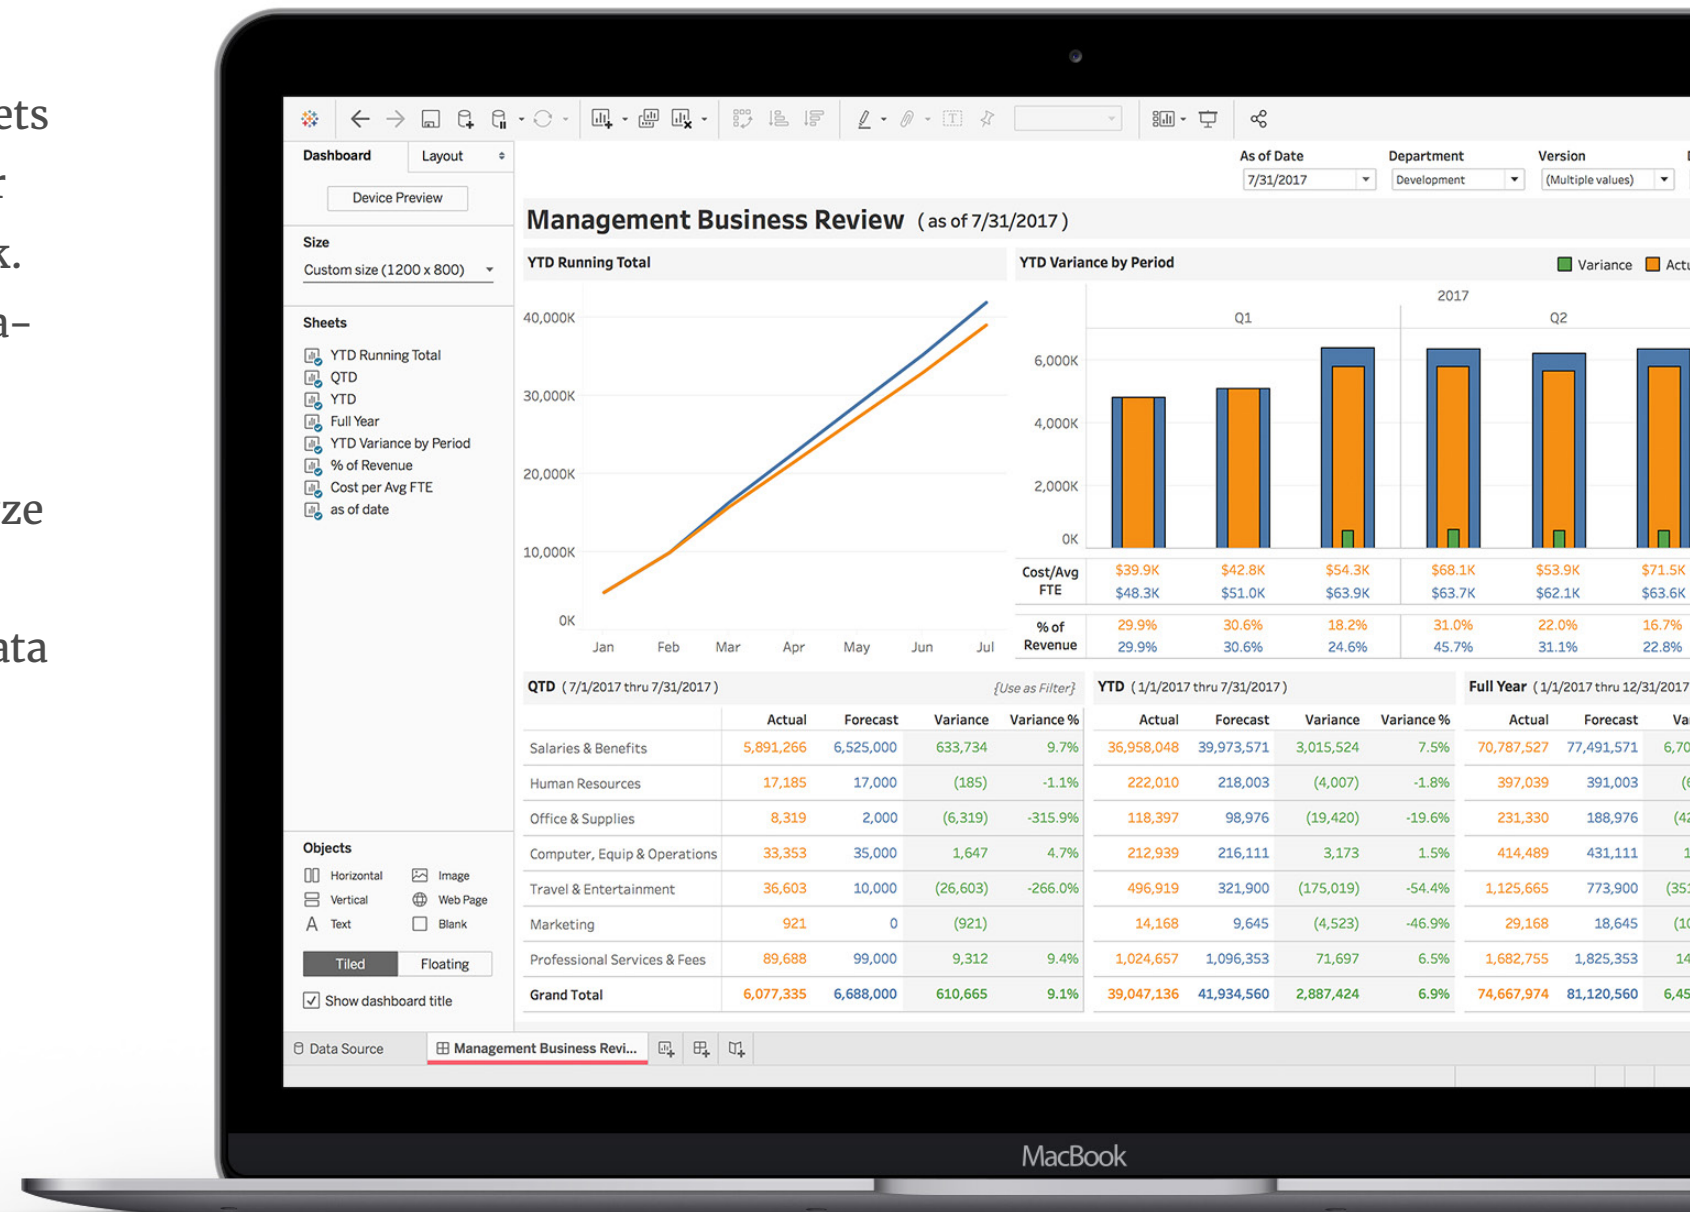 ets
r
k.
a-
ze
ata
Dashboard Layout
Device Preview
Size
Custom size (1200 x 800)
Sheets
YTD Running Total
QTD
YTD
Full Year
YTD Variance by Period
% of Revenue
Cost per Avg FTE
as of date
Objects
Horizontal Image
Vertical Web Page
A Text Blank
Tiled Floating
Show dashboard title
As of Date Department Version
7/31/2017 Development (Multiple values)
Management Business Review (as of 7/31/2017)
YTD Running Total
40,000K
30,000K
20,000K
10,000K
0K
Jan Feb Mar Apr May Jun Jul
YTD Variance by Period Variance Actu
2017
Q1 Q2
6,000K
4,000K
2,000K
0K
Cost/Avg FTE
$39.9K $42.8K $54.3K $68.1K $53.9K $71.5K
$48.3K $51.0K $63.9K $63.7K $62.1K $63.6K
% of Revenue
29.9% 30.6% 18.2% 31.0% 22.0% 16.7%
29.9% 30.6% 24.6% 45.7% 31.1% 22.8%
QTD (7/1/2017 thru 7/31/2017) {Use as Filter} YTD (1/1/2017 thru 7/31/2017) Full Year (1/1/2017 thru 12/31/2017
Actual Forecast Variance Variance % Actual Forecast Variance Variance % Actual Forecast Va
Salaries & Benefits 5,891,266 6,525,000 633,734 9.7% 36,958,048 39,973,571 3,015,524 7.5% 70,787,527 77,491,571 6,70
Human Resources 17,185 17,000 (185) -1.1% 222,010 218,003 (4,007) -1.8% 397,039 391,003 (6
Office & Supplies 8,319 2,000 (6,319) -315.9% 118,397 98,976 (19,420) -19.6% 231,330 188,976 (42
Computer, Equip & Operations 33,353 35,000 1,647 4.7% 212,939 216,111 3,173 1.5% 414,489 431,111 1
Travel & Entertainment 36,603 10,000 (26,603) -266.0% 496,919 321,900 (175,019) -54.4% 1,125,665 773,900 (351
Marketing 921 0 (921) 14,168 9,645 (4,523) -46.9% 29,168 18,645 (10
Professional Services & Fees 89,688 99,000 9,312 9.4% 1,024,657 1,096,353 71,697 6.5% 1,682,755 1,825,353 14
Grand Total 6,077,335 6,688,000 610,665 9.1% 39,047,136 41,934,560 2,887,424 6.9% 74,667,974 81,120,560 6,45
Data Source Management Business Revi...
MacBook